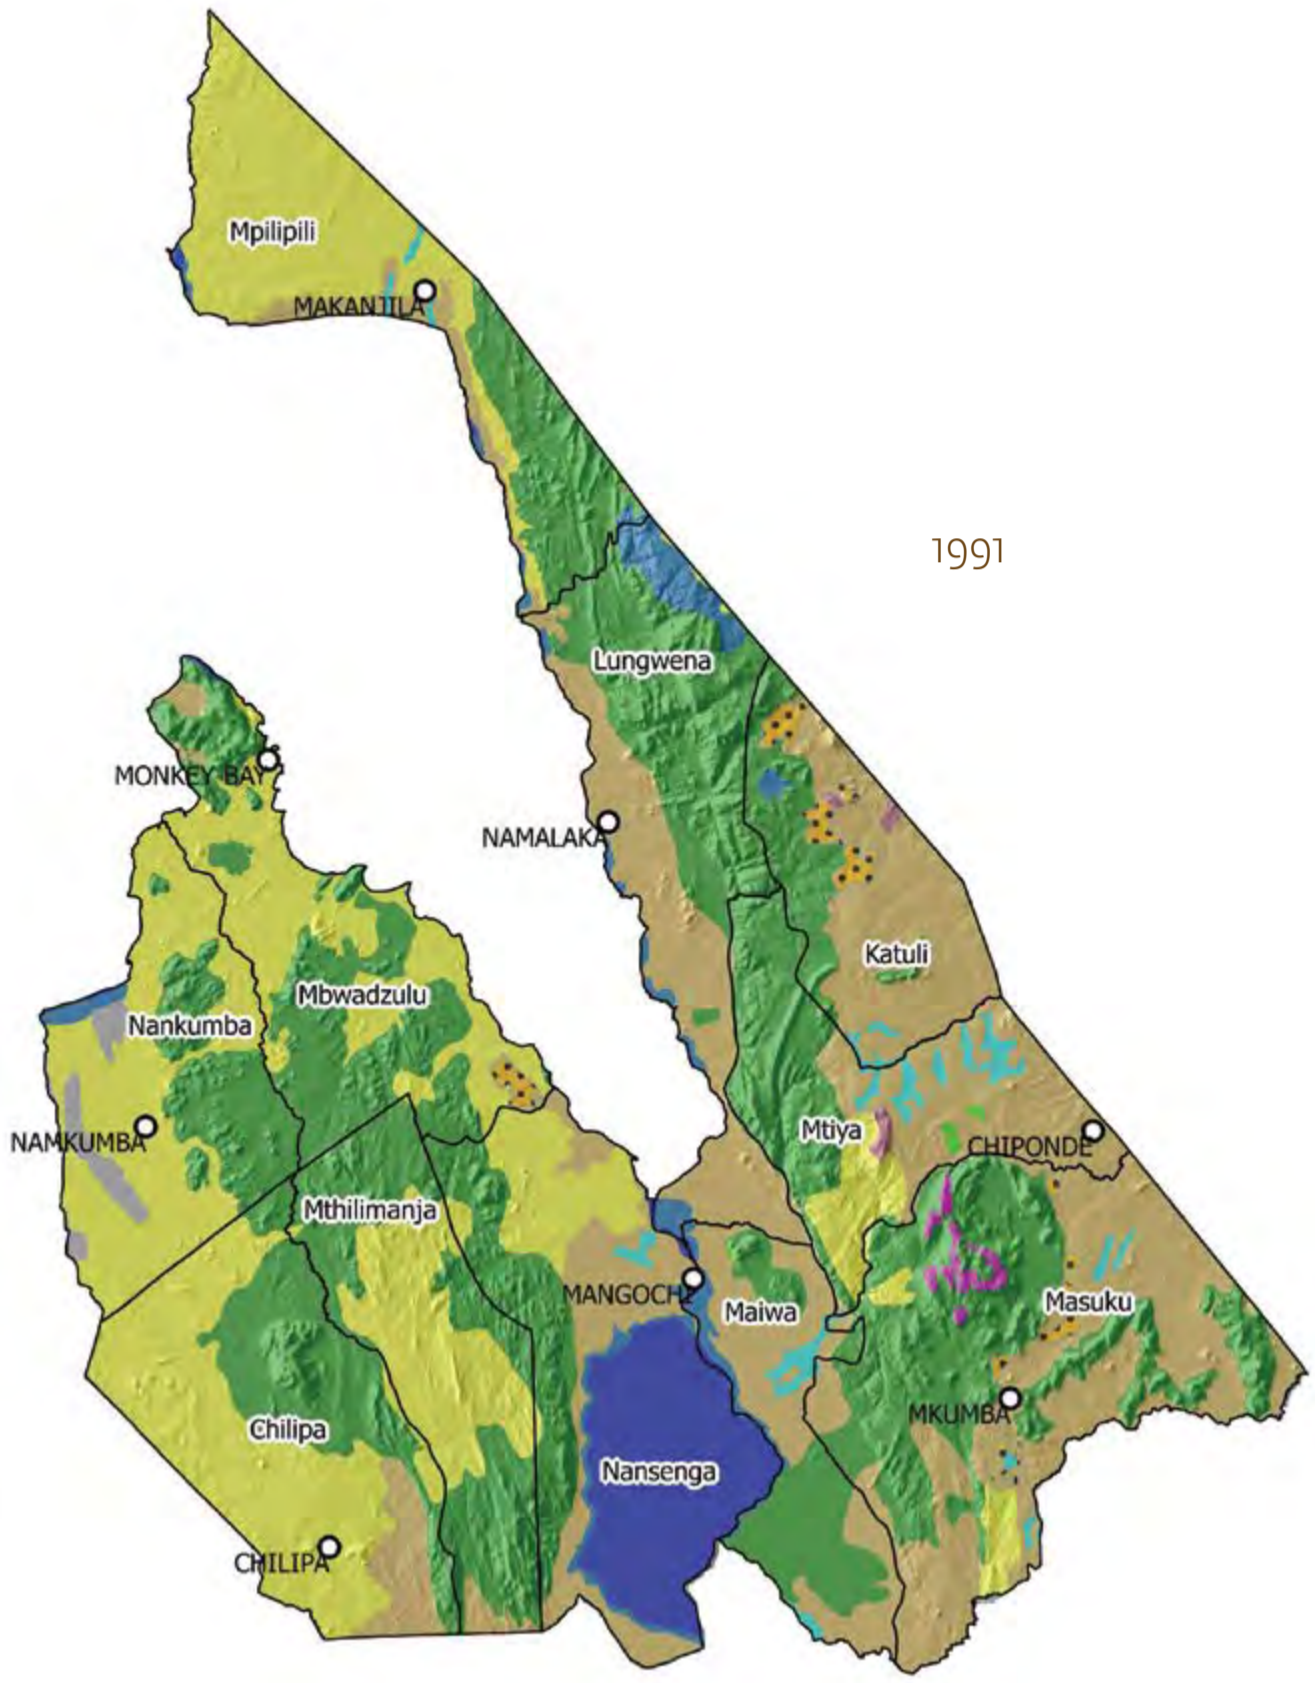 Mpilipili
MAKANJILA
1991
Lungwena
MONKEY BAY
NAMALAKA
Katuli
Mbwadzulu
Nankumba
Mtiya
CHIPONDE
NAMKUMBA
Mthilimanja
MANGOCHI
Maiwa
Masuku
MKUMBA
Chilipa
Nansenga
CHILIPA